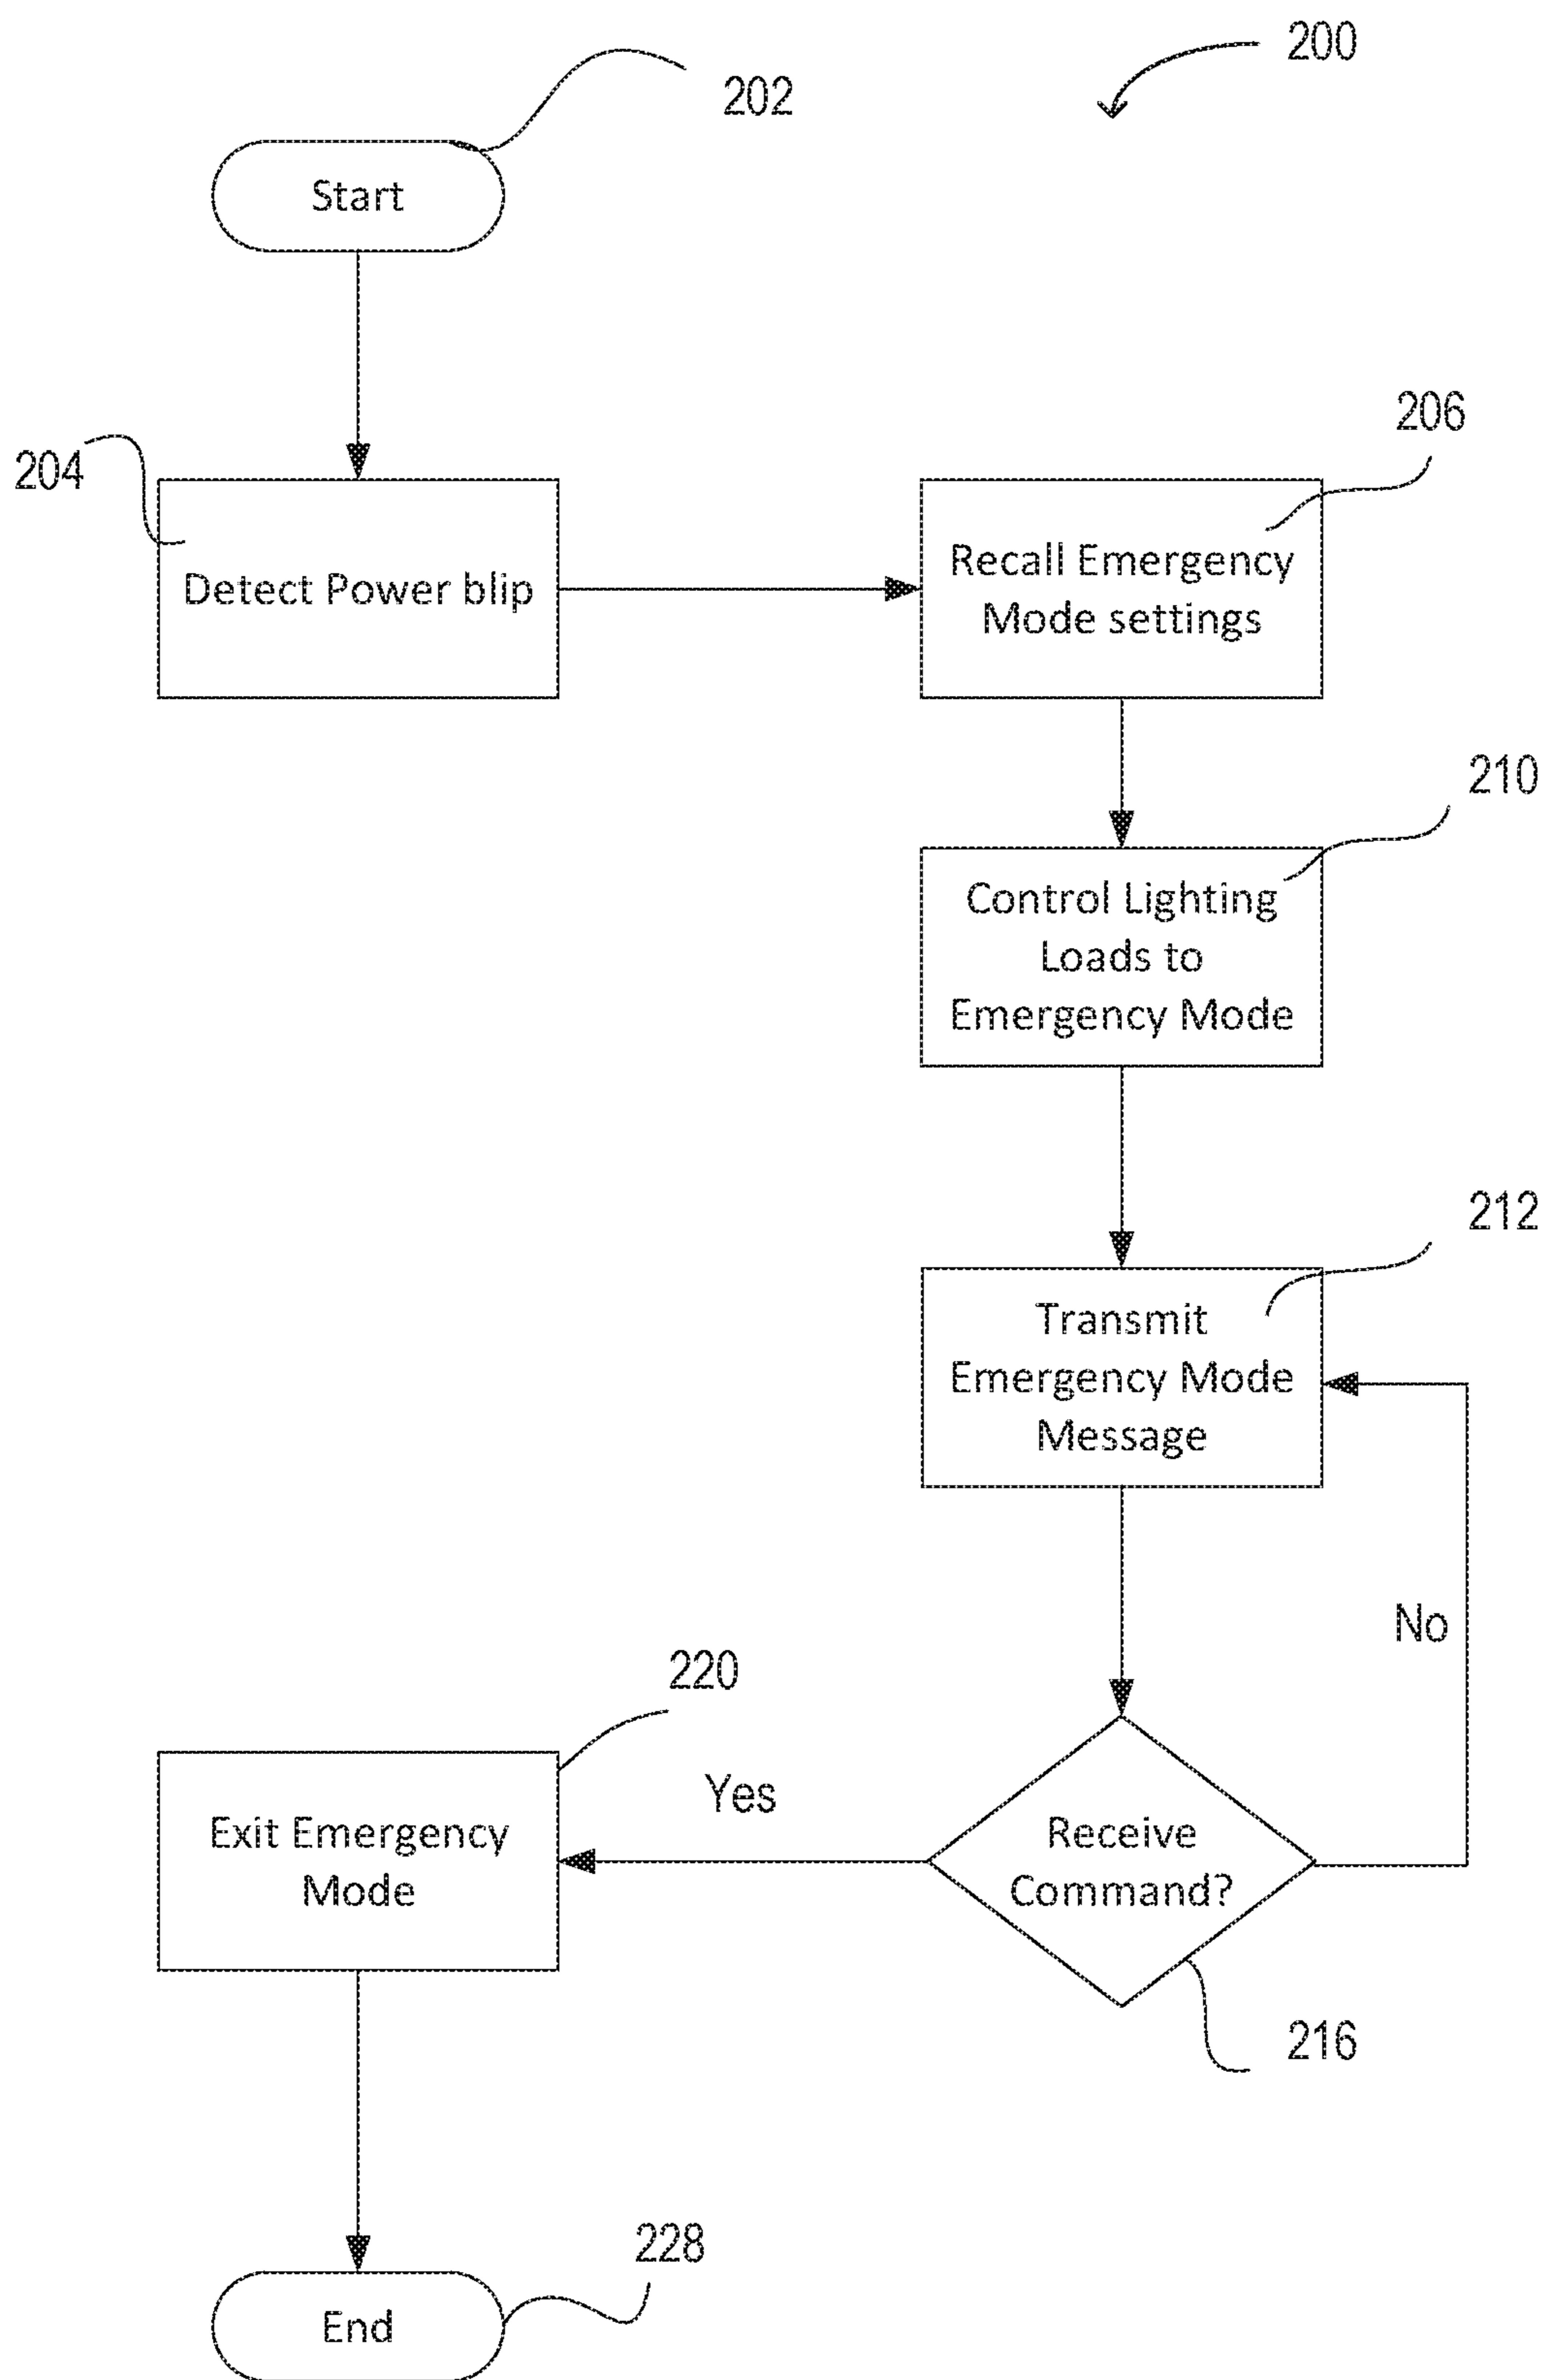 200
202
Start
204
Detect Power blip
206
Recall Emergency
Mode settings
210
Control Lighting
Loads to
Emergency Mode
212
Transmit
Emergency Mode
Message
No
Receive
Command?
216
Yes
220
Exit Emergency
Mode
228
End